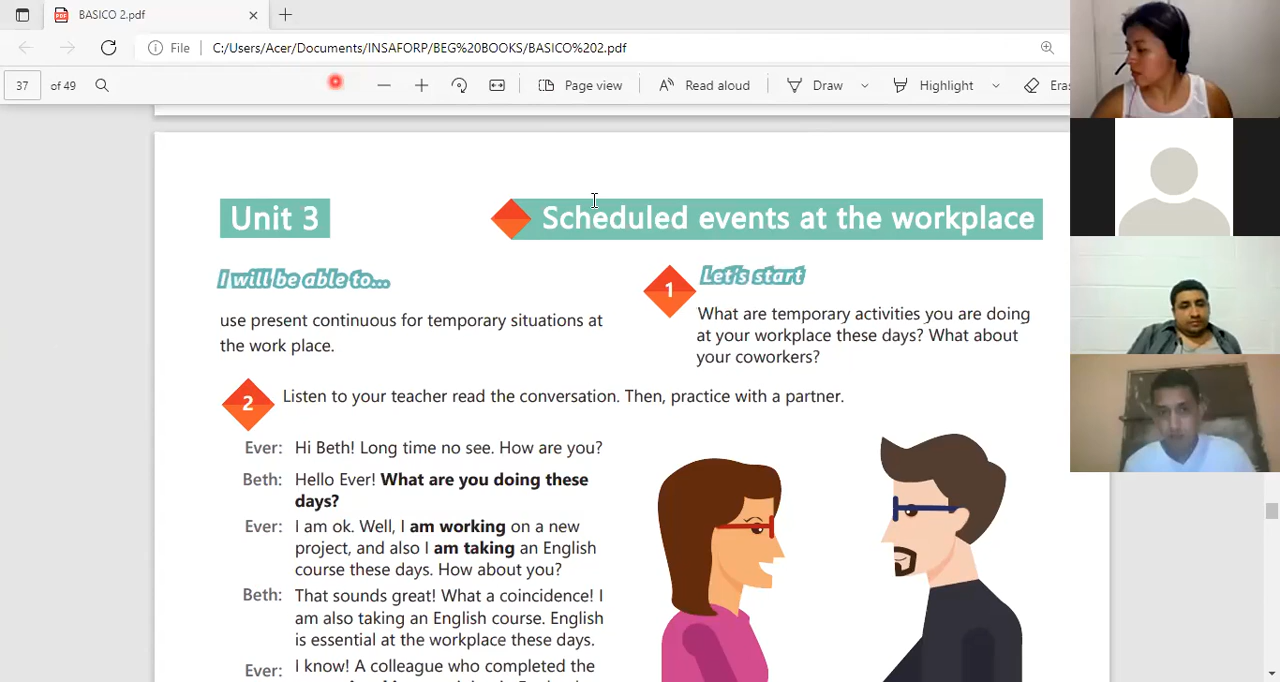 BASICO 2.pdf
File C:/Users/Acer/Documents/INSAFORP/BEG%20BOOKS/BASICO%202.pdf
37 of 49 Page view Read aloud Draw Highlight
Unit 3
Scheduled events at the workplace
I will be able to...
use present continuous for temporary situations at
the work place.
1 Let's start
What are temporary activities you are doing
at your workplace these days? What about
your coworkers?
2 Listen to your teacher read the conversation. Then, practice with a partner.
Ever: Hi Beth! Long time no see. How are you?
Beth: Hello Ever! What are you doing these
days?
Ever: I am ok. Well, I am working on a new
project, and also I am taking an English
course these days. How about you?
Beth: That sounds great! What a coincidence! I
am also taking an English course. English
is essential at the workplace these days.
Ever: I know! A colleague who completed the